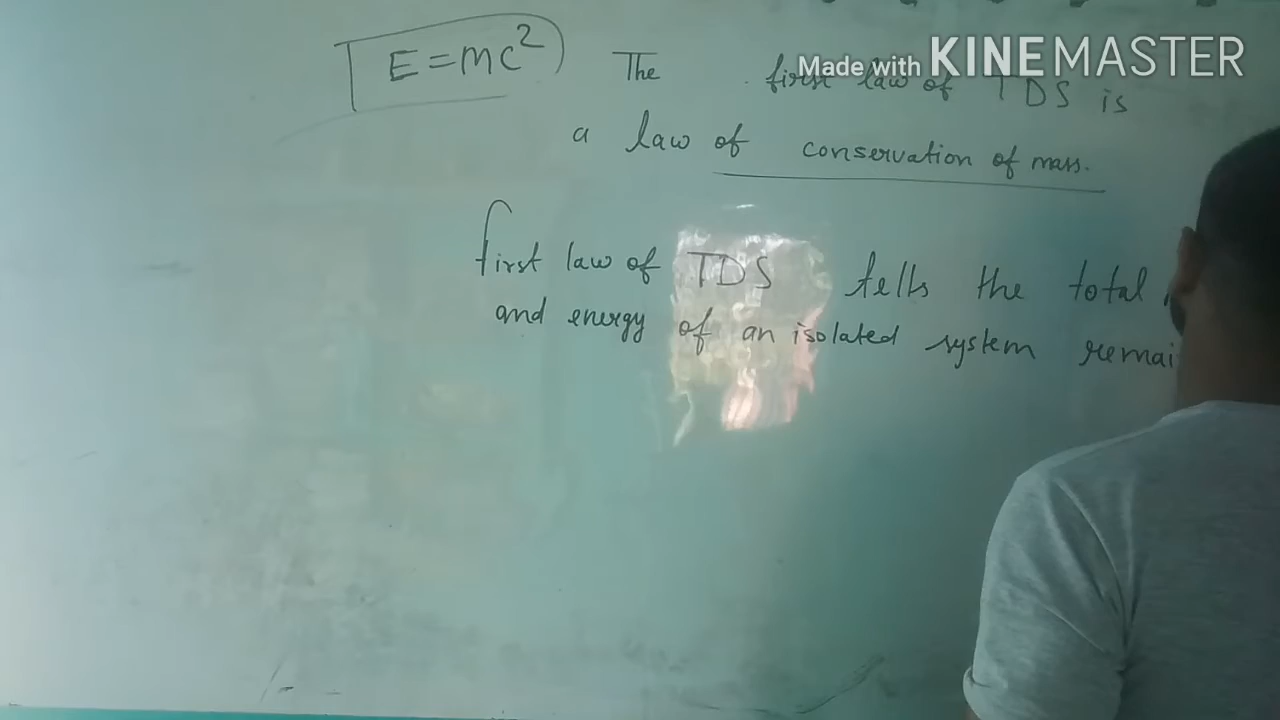 E=mc²
Made with KINEMASTER
The first law of TDS is
a law of conservation of mass.
first law of TDS tells the total
and energy of an isolated system remai